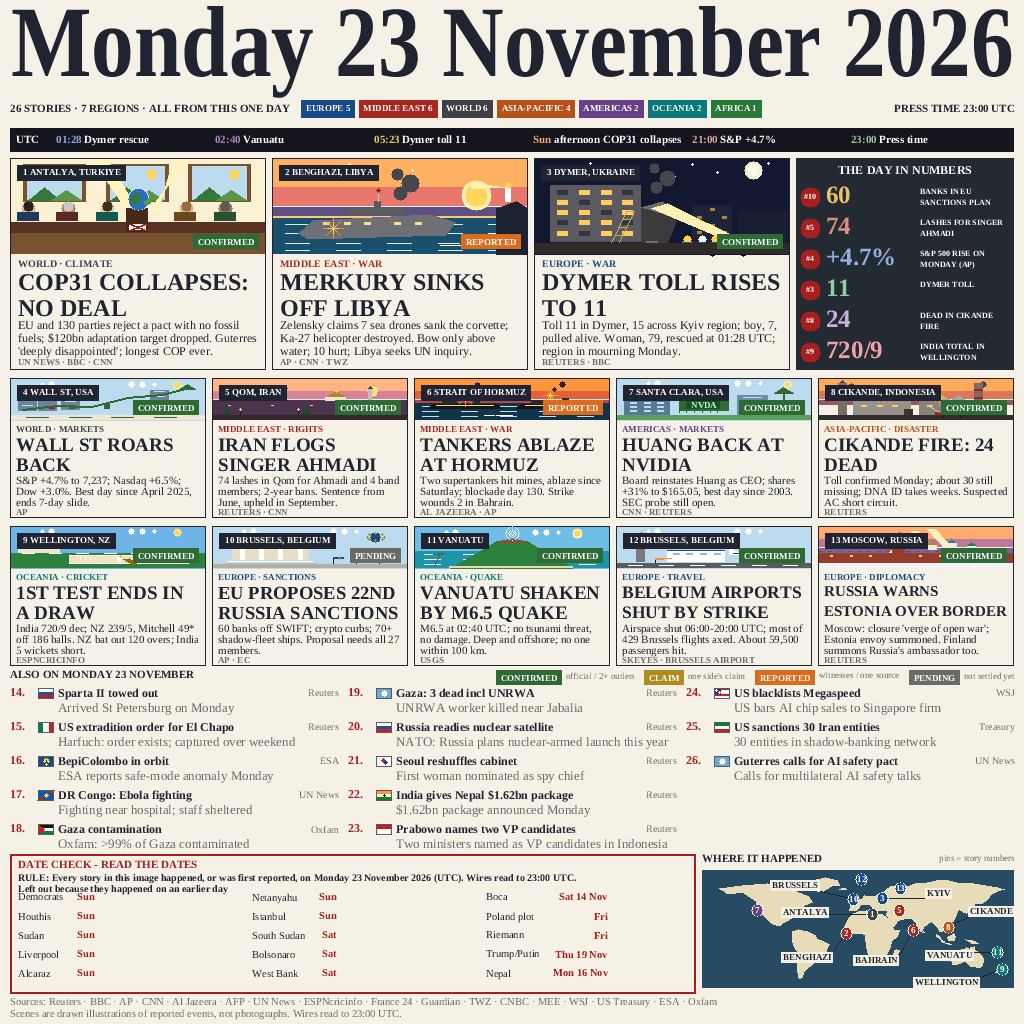 Monday 23 November 2026
26 STORIES · 7 REGIONS · ALL FROM THIS ONE DAY
EUROPE 5
MIDDLE EAST 6
WORLD 6
ASIA-PACIFIC 4
AMERICAS 2
OCEANIA 2
AFRICA 1
PRESS TIME 23:00 UTC
UTC
01:28 Dymer rescue
02:40 Vanuatu
05:23 Dymer toll 11
Sun afternoon COP31 collapses
21:00 S&P +4.7%
23:00 Press time
1 ANTALYA, TURKIYE
CONFIRMED
WORLD · CLIMATE
COP31 COLLAPSES:
NO DEAL
EU and 130 parties reject a pact with no fossil
fuels; $120bn adaptation target dropped. Guterres
'deeply disappointed'; longest COP ever.
UN NEWS · BBC · CNN
2 BENGHAZI, LIBYA
REPORTED
MIDDLE EAST · WAR
MERKURY SINKS
OFF LIBYA
Zelensky claims 7 sea drones sank the corvette;
Ka-27 helicopter destroyed. Bow only above
water; 10 hurt; Libya seeks UN inquiry.
AP · CNN · TWZ
3 DYMER, UKRAINE
CONFIRMED
EUROPE · WAR
DYMER TOLL RISES
TO 11
Toll 11 in Dymer, 15 across Kyiv region; boy, 7,
pulled alive. Woman, 79, rescued at 01:28 UTC;
region in mourning Monday.
REUTERS · BBC
THE DAY IN NUMBERS
#10 60 BANKS IN EU
SANCTIONS PLAN
#5 74 LASHES FOR SINGER
AHMADI
#4 +4.7% S&P 500 RISE ON
MONDAY (AP)
#3 11 DYMER TOLL
#8 24 DEAD IN CIKANDE
FIRE
#9 720/9 INDIA TOTAL IN
WELLINGTON
4 WALL ST, USA
CONFIRMED
WORLD · MARKETS
WALL ST ROARS
BACK
S&P +4.7% to 7,237; Nasdaq +6.5%;
Dow +3.0%. Best day since April 2025,
ends 7-day slide.
AP
5 QOM, IRAN
CONFIRMED
MIDDLE EAST · RIGHTS
IRAN FLOGS
SINGER AHMADI
74 lashes in Qom for Ahmadi and 4 band
members; 2-year bans. Sentence from
June, upheld in September.
REUTERS · CNN
6 STRAIT OF HORMUZ
REPORTED
MIDDLE EAST · WAR
TANKERS ABLAZE
AT HORMUZ
Two supertankers hit mines, ablaze since
Saturday; blockade day 130. Strike
wounds 2 in Bahrain.
AL JAZEERA · AP
7 SANTA CLARA, USA
NVDA
CONFIRMED
AMERICAS · MARKETS
HUANG BACK AT
NVIDIA
Board reinstates Huang as CEO; shares
+31% to $165.05, best day since 2003.
SEC probe still open.
CNN · REUTERS
8 CIKANDE, INDONESIA
CONFIRMED
ASIA-PACIFIC · DISASTER
CIKANDE FIRE: 24
DEAD
Toll confirmed Monday; about 30 still
missing; DNA ID takes weeks. Suspected
AC short circuit.
REUTERS
9 WELLINGTON, NZ
CONFIRMED
OCEANIA · CRICKET
1ST TEST ENDS IN
A DRAW
India 720/9 dec; NZ 239/5, Mitchell 49*
off 186 balls. NZ bat out 120 overs; India
5 wickets short.
ESPNCRICINFO
10 BRUSSELS, BELGIUM
PENDING
EUROPE · SANCTIONS
EU PROPOSES 22ND
RUSSIA SANCTIONS
60 banks off SWIFT; crypto curbs; 70+
shadow-fleet ships. Proposal needs all 27
members.
AP · EC
11 VANUATU
CONFIRMED
OCEANIA · QUAKE
VANUATU SHAKEN
BY M6.5 QUAKE
M6.5 at 02:40 UTC; no tsunami threat,
no damage. Deep and offshore; no one
within 100 km.
USGS
12 BRUSSELS, BELGIUM
CONFIRMED
EUROPE · TRAVEL
BELGIUM AIRPORTS
SHUT BY STRIKE
Airspace shut 06:00-20:00 UTC; most of
429 Brussels flights axed. About 59,500
passengers hit.
SKEYES · BRUSSELS AIRPORT
13 MOSCOW, RUSSIA
CONFIRMED
EUROPE · DIPLOMACY
RUSSIA WARNS
ESTONIA OVER BORDER
Moscow: closure 'verge of open war';
Estonia envoy summoned. Finland
summons Russia's ambassador too.
REUTERS
ALSO ON MONDAY 23 NOVEMBER
CONFIRMED official / 2+ outlets
CLAIM one side's claim
REPORTED witnesses / one source
PENDING not settled yet
14. Sparta II towed out Reuters
Arrived St Petersburg on Monday
15. US extradition order for El Chapo Reuters
Harfuch: order exists; captured over weekend
16. BepiColombo in orbit ESA
ESA reports safe-mode anomaly Monday
17. DR Congo: Ebola fighting UN News
Fighting near hospital; staff sheltered
18. Gaza contamination Oxfam
Oxfam: >99% of Gaza contaminated
19. Gaza: 3 dead incl UNRWA Reuters
UNRWA worker killed near Jabalia
20. Russia readies nuclear satellite Reuters
NATO: Russia plans nuclear-armed launch this year
21. Seoul reshuffles cabinet Reuters
First woman nominated as spy chief
22. India gives Nepal $1.62bn package Reuters
$1.62bn package announced Monday
23. Prabowo names two VP candidates Reuters
Two ministers named as VP candidates in Indonesia
24. US blacklists Megaspeed WSJ
US bars AI chip sales to Singapore firm
25. US sanctions 30 Iran entities Treasury
30 entities in shadow-banking network
26. Guterres calls for AI safety pact UN News
Calls for multilateral AI safety talks
DATE CHECK - READ THE DATES
RULE: Every story in this image happened, or was first reported, on Monday 23 November 2026 (UTC). Wires read to 23:00 UTC.
Left out because they happened on an earlier day
Democrats Sun
Houthis Sun
Sudan Sun
Liverpool Sun
Alcaraz Sun
Netanyahu Sun
Istanbul Sun
South Sudan Sat
Bolsonaro Sat
West Bank Sat
Boca Sat 14 Nov
Poland plot Fri
Riemann Fri
Trump/Putin Thu 19 Nov
Nepal Mon 16 Nov
WHERE IT HAPPENED
pins = story numbers
BRUSSELS
12
13
KYIV
10
3
7
ANTALYA
1
5
CIKANDE
2
6
8
BENGHAZI
BAHRAIN
VANUATU
11
9
WELLINGTON
Sources: Reuters · BBC · AP · CNN · Al Jazeera · AFP · UN News · ESPNcricinfo · France 24 · Guardian · TWZ · CNBC · MEE · WSJ · US Treasury · ESA · Oxfam
Scenes are drawn illustrations of reported events, not photographs. Wires read to 23:00 UTC.